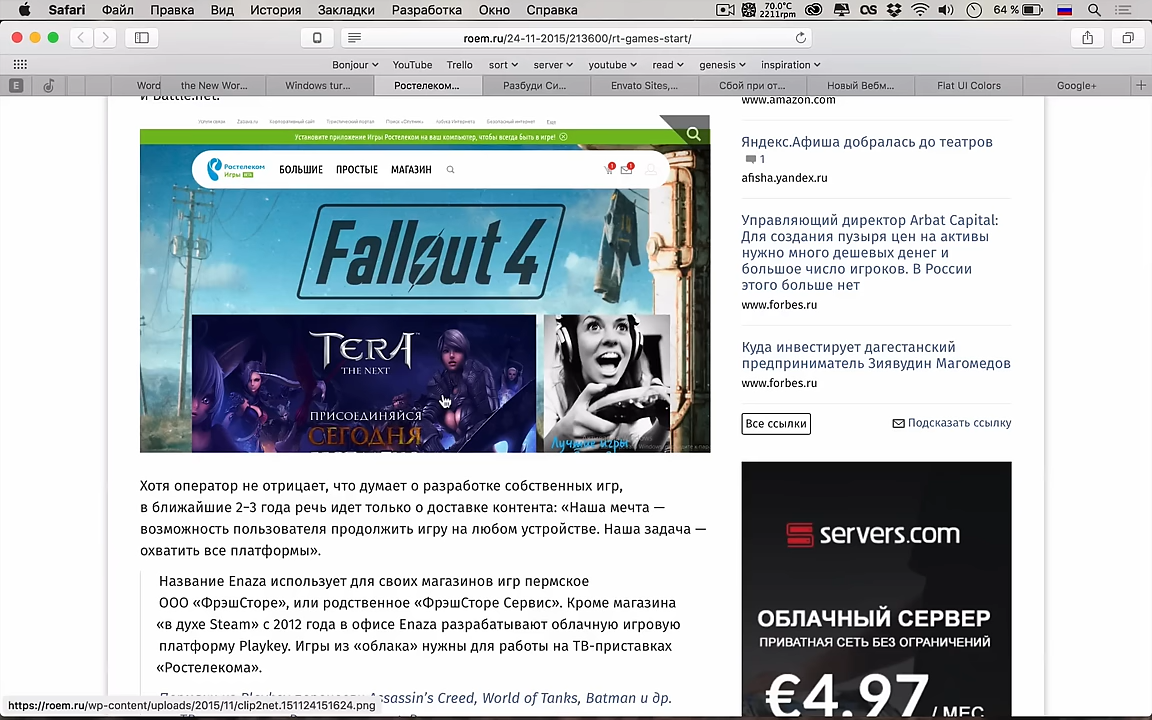 Safari Файл Правка Вид История Закладки Разработка Окно Справка
70.0°C
2211rpm
64 %
roem.ru/24-11-2015/213600/rt-games-start/
Bonjour YouTube Trello sort server youtube read genesis inspiration
E
Word
the New Wor...
Windows tur...
Ростелеком...
Разбуди Си...
Envato Sites,...
Сбой при от...
Новый Вебм...
Flat UI Colors
Google+
и Battle.net.
Установите приложение Игры Ростелеком на ваш компьютер, чтобы всегда быть в игре!
Ростелеком
Игры
БОЛЬШИЕ ПРОСТЫЕ МАГАЗИН
Fallout 4
TERA
THE NEXT
ПРИСОЕДИНЯЙСЯ
СЕГОДНЯ
Лучшие игры
Хотя оператор не отрицает, что думает о разработке собственных игр,
в ближайшие 2–3 года речь идет только о доставке контента: «Наша мечта —
возможность пользователя продолжить игру на любом устройстве. Наша задача —
охватить все платформы».
Название Enaza использует для своих магазинов игр пермское
ООО «ФрэшСторе», или родственное «ФрэшСторе Сервис». Кроме магазина
«в духе Steam» с 2012 года в офисе Enaza разрабатывают облачную игровую
платформу Playkey. Игры из «облака» нужны для работы на ТВ-приставках
«Ростелекома».
Assassin's Creed, World of Tanks, Batman и др.
www.amazon.com
Яндекс.Афиша добралась до театров
1
afisha.yandex.ru
Управляющий директор Arbat Capital:
Для создания пузыря цен на активы
нужно много дешевых денег и
большое число игроков. В России
этого больше нет
www.forbes.ru
Куда инвестирует дагестанский
предприниматель Зиявудин Магомедов
www.forbes.ru
Все ссылки
Подсказать ссылку
servers.com
ОБЛАЧНЫЙ СЕРВЕР
ПРИВАТНАЯ СЕТЬ БЕЗ ОГРАНИЧЕНИЙ
€4.97 / МЕС
https://roem.ru/wp-content/uploads/2015/11/clip2net.151124151624.png